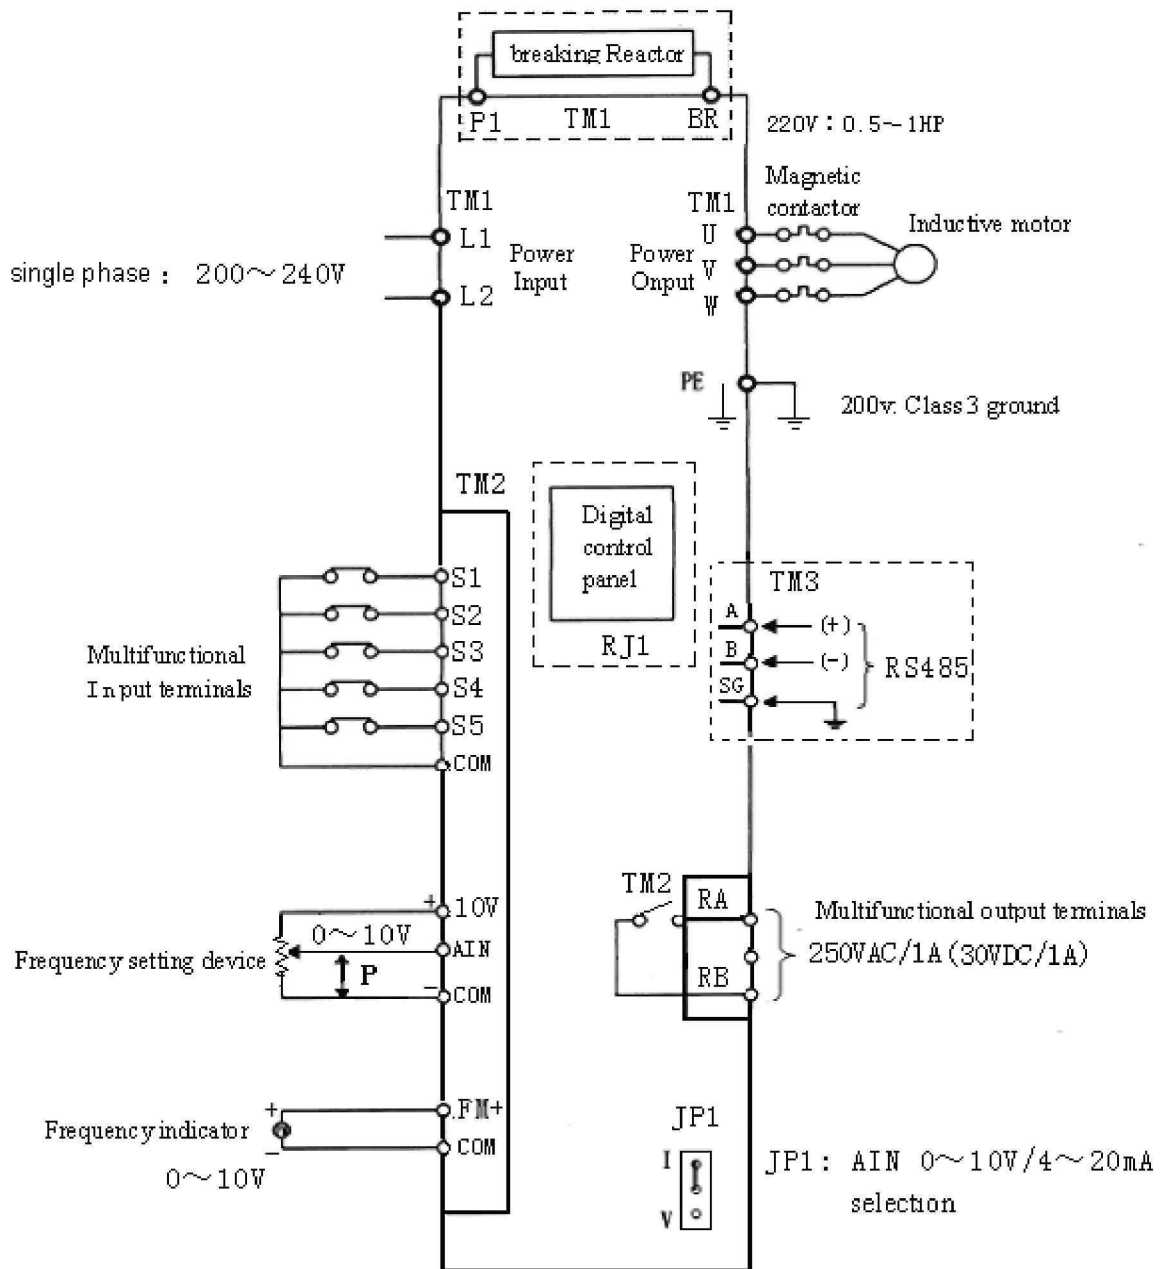 breaking Reactor
P1 TM1 BR
220V : 0.5~1HP
TM1
L1
L2
Power
Input
single phase : 200~240V
TM1
U
V
W
Power
Onput
Magnetic
contactor
Inductive motor
PE
200v: Class3 ground
TM2
Digital
control
panel
RJ1
S1
S2
S3
S4
S5
COM
Multifunctional
Input terminals
TM3
A (+)
B (-)
SG
RS485
+ 10V
0~10V
AIN
P
- COM
Frequency setting device
TM2
RA
RB
Multifunctional output terminals
250VAC/1A (30VDC/1A)
+ FM+
- COM
Frequency indicator
0~10V
JP1
I
V
JP1: AIN 0~10V/4~20mA
selection